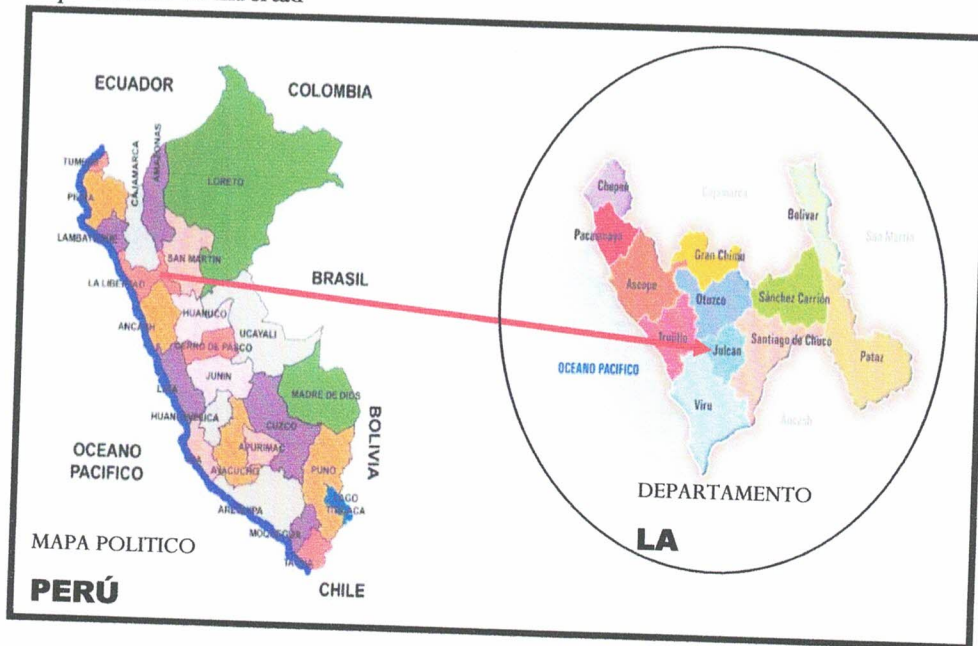 ECUADOR
COLOMBIA
TUMBES
CAJAMARCA
AMAZONAS
LORETO
LAMBAYEQUE
SAN MARTIN
LA LIBERTAD
BRASIL
ANCASH
HUANUCO
UCAYALI
CERRO DE PASCO
JUNIN
LIMA
MADRE DE DIOS
HUANCAVELICA
CUZCO
BOLIVIA
OCEANO
PACIFICO
APURIMAC
AYACUCHO
PUNO
LAGO
AREQUIPA
MOQUEGUA
MAPA POLITICO
PERÚ
CHILE
Chepen
Cajamarca
Bolivar
San Martin
Pacasmayo
Gran Chimu
Ascope
Otuzco
Sánchez Carrión
Trujillo
Julcan
Santiago de Chuco
OCEANO PACIFICO
Pataz
Viru
Ancash
DEPARTAMENTO
LA